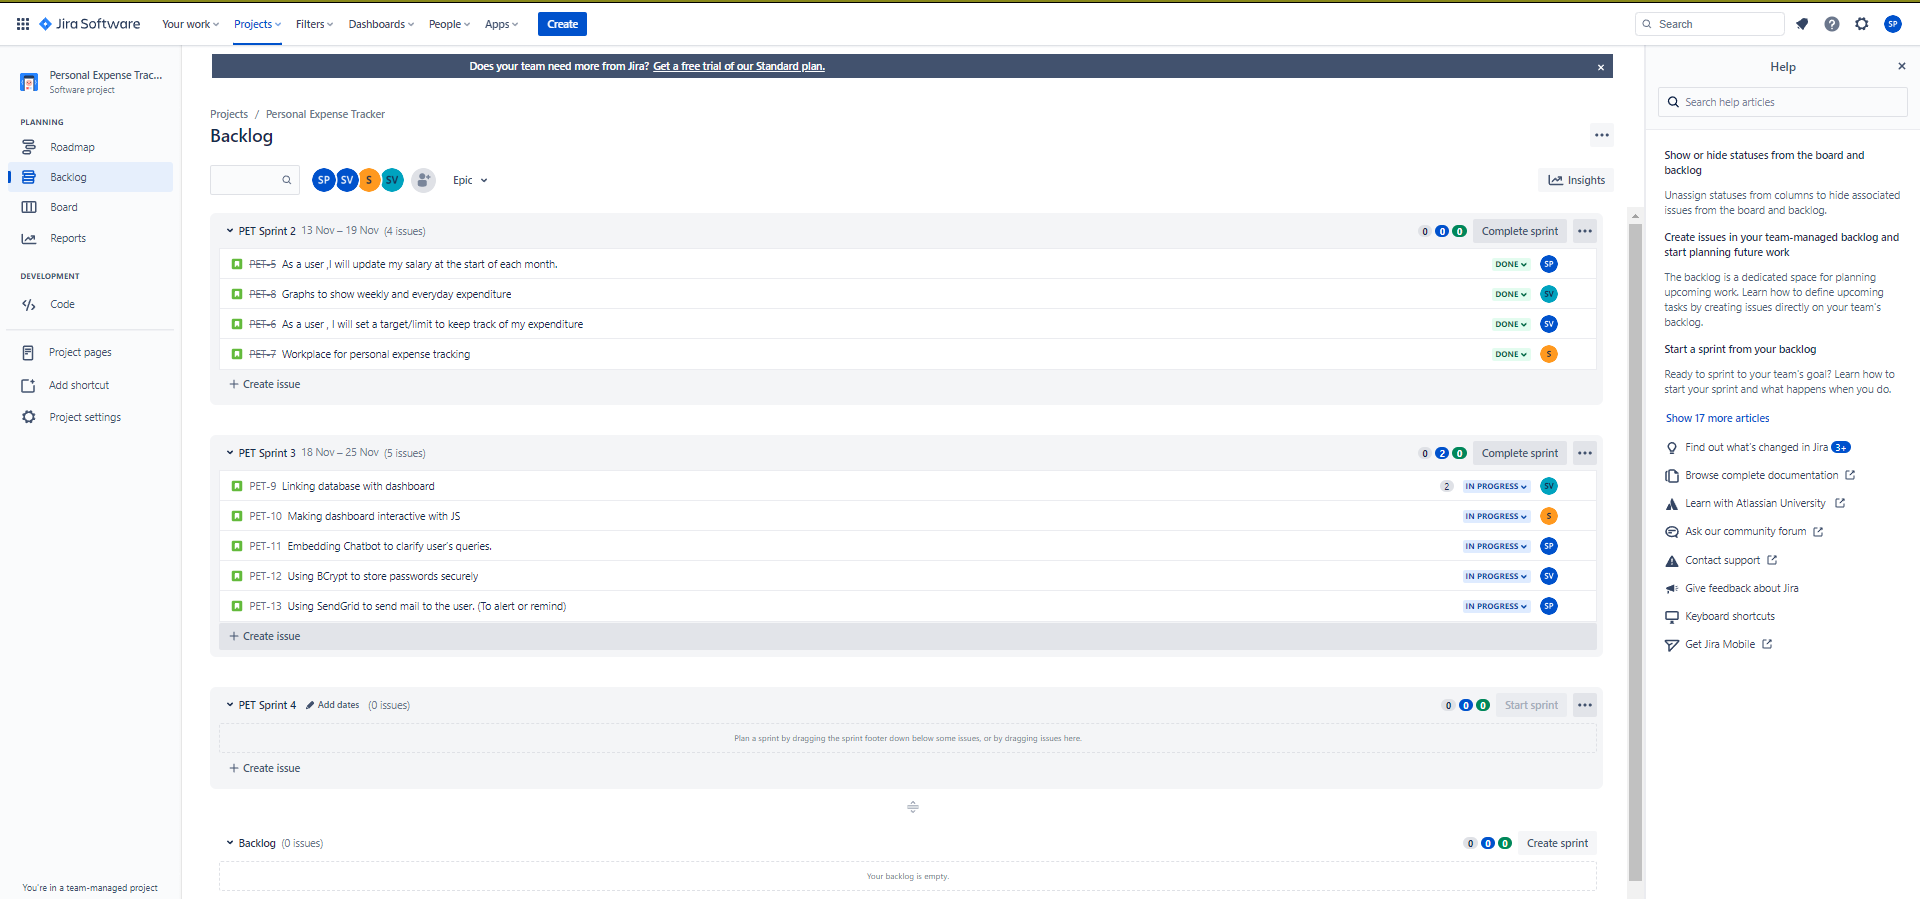 Jira Software Your work Projects Filters Dashboards People Apps Create Search SP
Personal Expense Trac...
Software project
PLANNING
Roadmap
Backlog
Board
Reports
DEVELOPMENT
Code
Project pages
Add shortcut
Project settings
You're in a team-managed project
Does your team need more from Jira? Get a free trial of our Standard plan.
Projects / Personal Expense Tracker
Backlog
SP SV S SV Epic Insights
PET Sprint 2 13 Nov – 19 Nov (4 issues) 0 0 0 Complete sprint
PET-5 As a user ,I will update my salary at the start of each month. DONE SP
PET-8 Graphs to show weekly and everyday expenditure DONE SV
PET-6 As a user , I will set a target/limit to keep track of my expenditure DONE SV
PET-7 Workplace for personal expense tracking DONE S
+ Create issue
PET Sprint 3 18 Nov – 25 Nov (5 issues) 0 2 0 Complete sprint
PET-9 Linking database with dashboard 2 IN PROGRESS SV
PET-10 Making dashboard interactive with JS IN PROGRESS S
PET-11 Embedding Chatbot to clarify user's queries. IN PROGRESS SP
PET-12 Using BCrypt to store passwords securely IN PROGRESS SV
PET-13 Using SendGrid to send mail to the user. (To alert or remind) IN PROGRESS SP
+ Create issue
PET Sprint 4 Add dates (0 issues) 0 0 0 Start sprint
Plan a sprint by dragging the sprint footer down below some issues, or by dragging issues here.
+ Create issue
Backlog (0 issues) 0 0 0 Create sprint
Your backlog is empty.
Help
Search help articles
Show or hide statuses from the board and
backlog
Unassign statuses from columns to hide associated
issues from the board and backlog.
Create issues in your team-managed backlog and
start planning future work
The backlog is a dedicated space for planning
upcoming work. Learn how to define upcoming
tasks by creating issues directly on your team's
backlog.
Start a sprint from your backlog
Ready to sprint to your team's goal? Learn how to
start your sprint and what happens when you do.
Show 17 more articles
Find out what's changed in Jira 3+
Browse complete documentation
Learn with Atlassian University
Ask our community forum
Contact support
Give feedback about Jira
Keyboard shortcuts
Get Jira Mobile